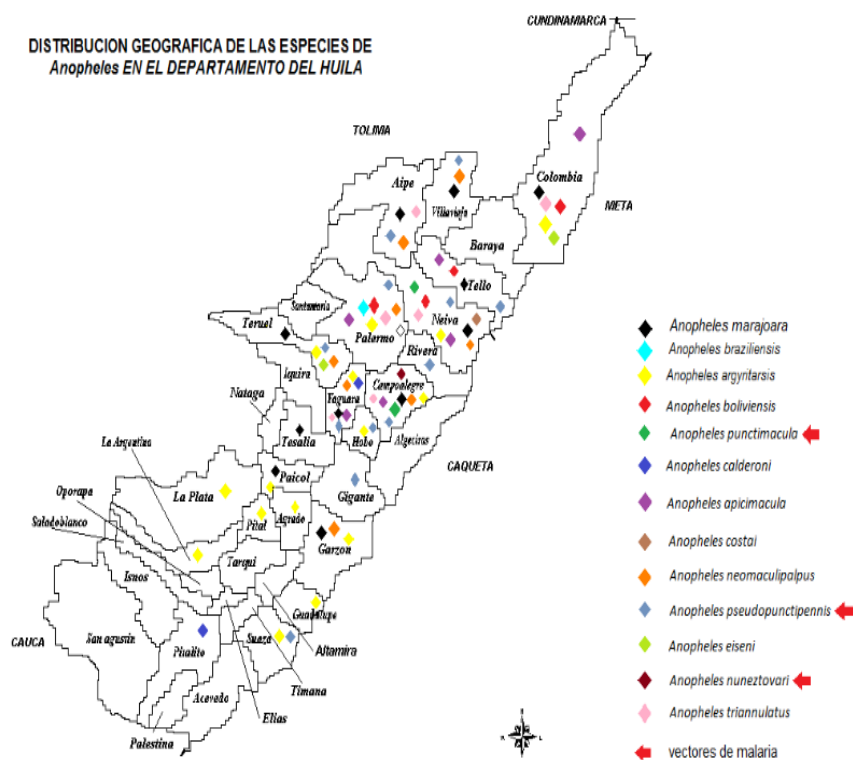 CUNDINAMARCA
DISTRIBUCION GEOGRAFICA DE LAS ESPECIES DE
Anopheles EN EL DEPARTAMENTO DEL HUILA
TOLIMA
Aipe
Villavieja
Colombia
META
Baraya
Tello
Santamaria
Teruel
Palermo
Neiva
Rivera
Iquira
Campoalegre
Nataga
Yaguara
Tesalia
Hobo
Algeciras
La Argentina
CAQUETA
Paicol
Gigante
La Plata
Oporapa
Pital
Agrado
Saladoblanco
Garzon
Tarqui
Isnos
Guadalupe
CAUCA
San agustin
Pitalito
Suaza
Altamira
Timana
Acevedo
Elias
Palestina
Anopheles marajoara
Anopheles braziliensis
Anopheles argyritarsis
Anopheles boliviensis
Anopheles punctimacula
Anopheles calderoni
Anopheles apicimacula
Anopheles costai
Anopheles neomaculipalpus
Anopheles pseudopunctipennis
Anopheles eiseni
Anopheles nuneztovari
Anopheles triannulatus
vectores de malaria